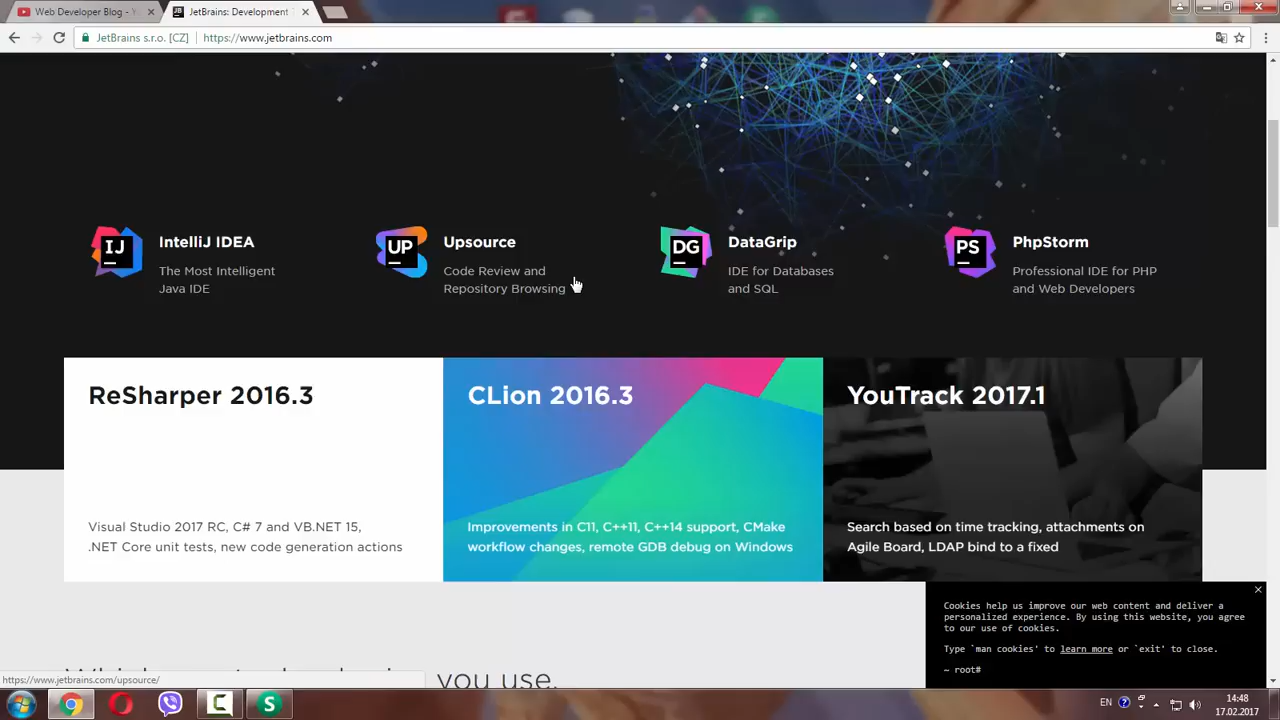 Web Developer Blog - Y
JetBrains: Development T
JetBrains s.r.o. [CZ]
https://www.jetbrains.com
IJ
IntelliJ IDEA
The Most Intelligent
Java IDE
UP
Upsource
Code Review and
Repository Browsing
DG
DataGrip
IDE for Databases
and SQL
PS
PhpStorm
Professional IDE for PHP
and Web Developers
ReSharper 2016.3
Visual Studio 2017 RC, C# 7 and VB.NET 15,
.NET Core unit tests, new code generation actions
CLion 2016.3
Improvements in C11, C++11, C++14 support, CMake
workflow changes, remote GDB debug on Windows
YouTrack 2017.1
Search based on time tracking, attachments on
Agile Board, LDAP bind to a fixed
Cookies help us improve our web content and deliver a
personalized experience. By using this website, you agree
to our use of cookies.
Type `man cookies' to learn more or `exit' to close.
~ root#
you use.
https://www.jetbrains.com/upsource/
EN
14:48
17.02.2017